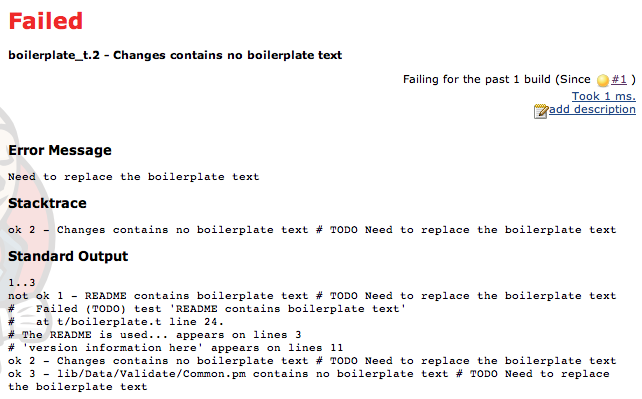 Failed
boilerplate_t.2 - Changes contains no boilerplate text
Failing for the past 1 build (Since #1 )
Took 1 ms.
add description
Error Message
Need to replace the boilerplate text
Stacktrace
ok 2 - Changes contains no boilerplate text # TODO Need to replace the boilerplate text
Standard Output
1..3
not ok 1 - README contains boilerplate text # TODO Need to replace the boilerplate text
#   Failed (TODO) test 'README contains boilerplate text'
#   at t/boilerplate.t line 24.
# The README is used... appears on lines 3
# 'version information here' appears on lines 11
ok 2 - Changes contains no boilerplate text # TODO Need to replace the boilerplate text
ok 3 - lib/Data/Validate/Common.pm contains no boilerplate text # TODO Need to replace
the boilerplate text